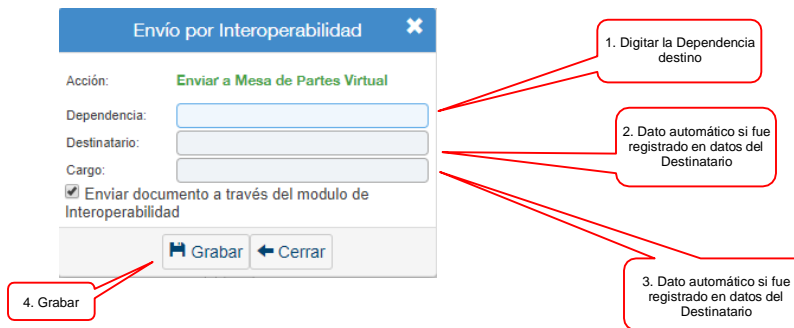 Envío por Interoperabilidad
Acción:
Enviar a Mesa de Partes Virtual
Dependencia:
Destinatario:
Cargo:
Enviar documento a través del modulo de
Interoperabilidad
Grabar
Cerrar
1. Digitar la Dependencia
destino
2. Dato automático si fue
registrado en datos del
Destinatario
3. Dato automático si fue
registrado en datos del
Destinatario
4. Grabar